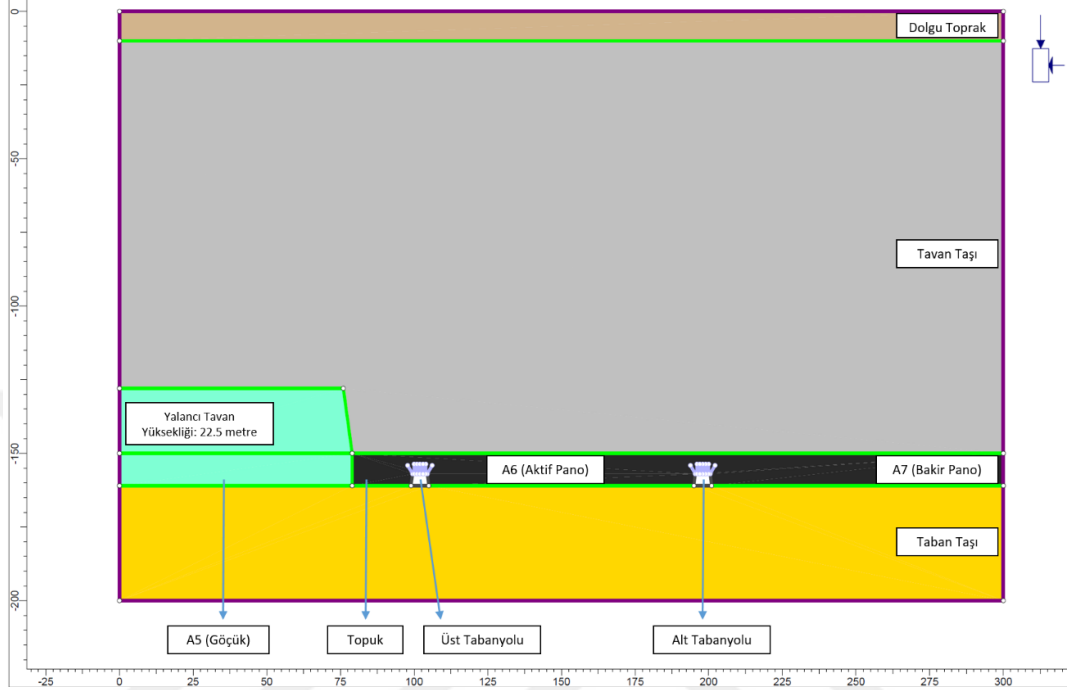 0
Dolgu Toprak
-50
Tavan Taşı
-100
Yalancı Tavan
Yüksekliği: 22.5 metre
-150
A6 (Aktif Pano)
A7 (Bakir Pano)
Taban Taşı
-200
A5 (Göçük)
Topuk
Üst Tabanyolu
Alt Tabanyolu
-25 0 25 50 75 100 125 150 175 200 225 250 275 300